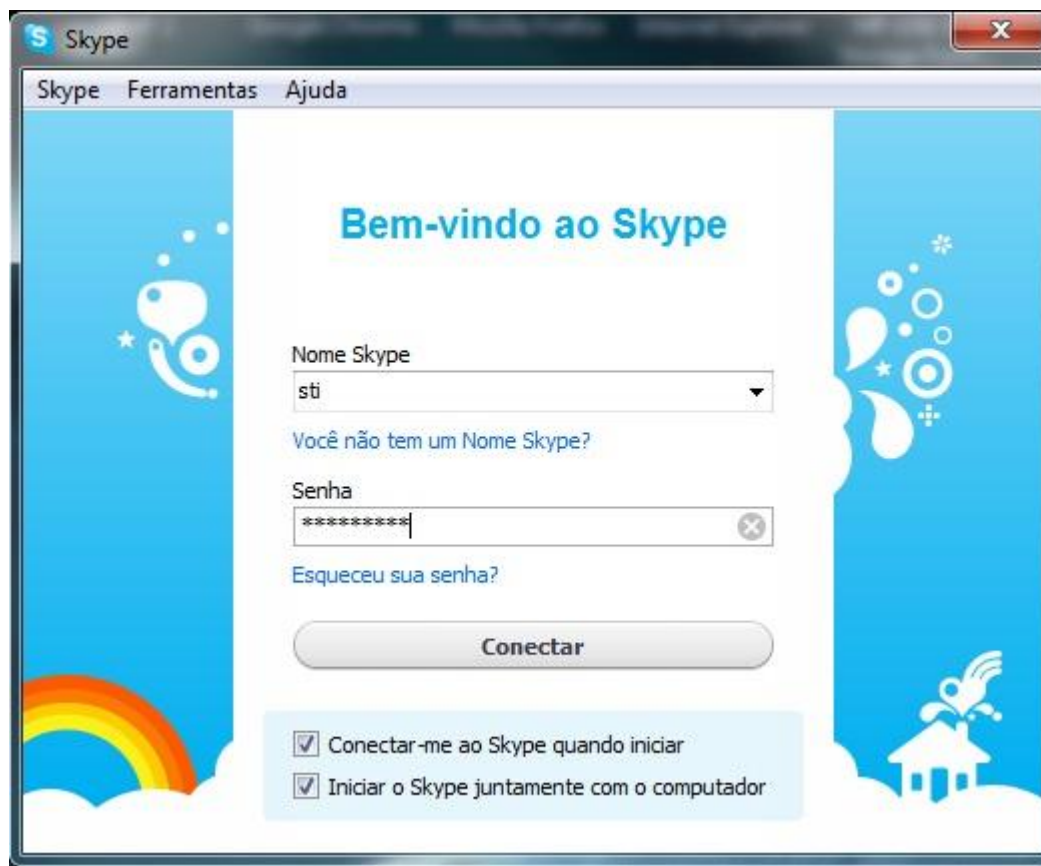 Skype
Skype Ferramentas Ajuda
Bem-vindo ao Skype
Nome Skype
sti
Você não tem um Nome Skype?
Senha
*********
Esqueceu sua senha?
Conectar
Conectar-me ao Skype quando iniciar
Iniciar o Skype juntamente com o computador